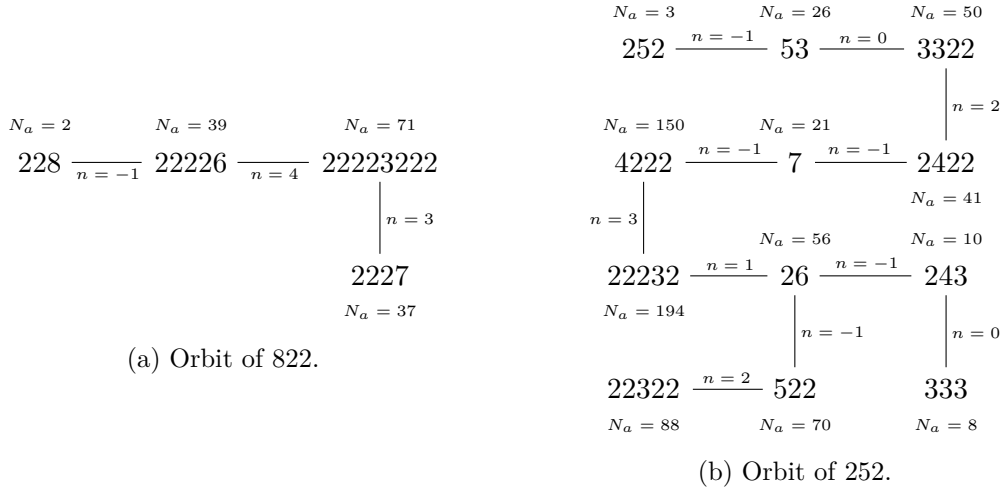 N_a = 2 N_a = 39 N_a = 71
228 n = −1 22226 n = 4 22223222
n = 3
2227
N_a = 37
(a) Orbit of 822.
N_a = 3 N_a = 26 N_a = 50
252 n = −1 53 n = 0 3322
n = 2
N_a = 150 N_a = 21
4222 n = −1 7 n = −1 2422
N_a = 41
n = 3
N_a = 56 N_a = 10
22232 n = 1 26 n = −1 243
N_a = 194
n = −1 n = 0
22322 n = 2 522 333
N_a = 88 N_a = 70 N_a = 8
(b) Orbit of 252.